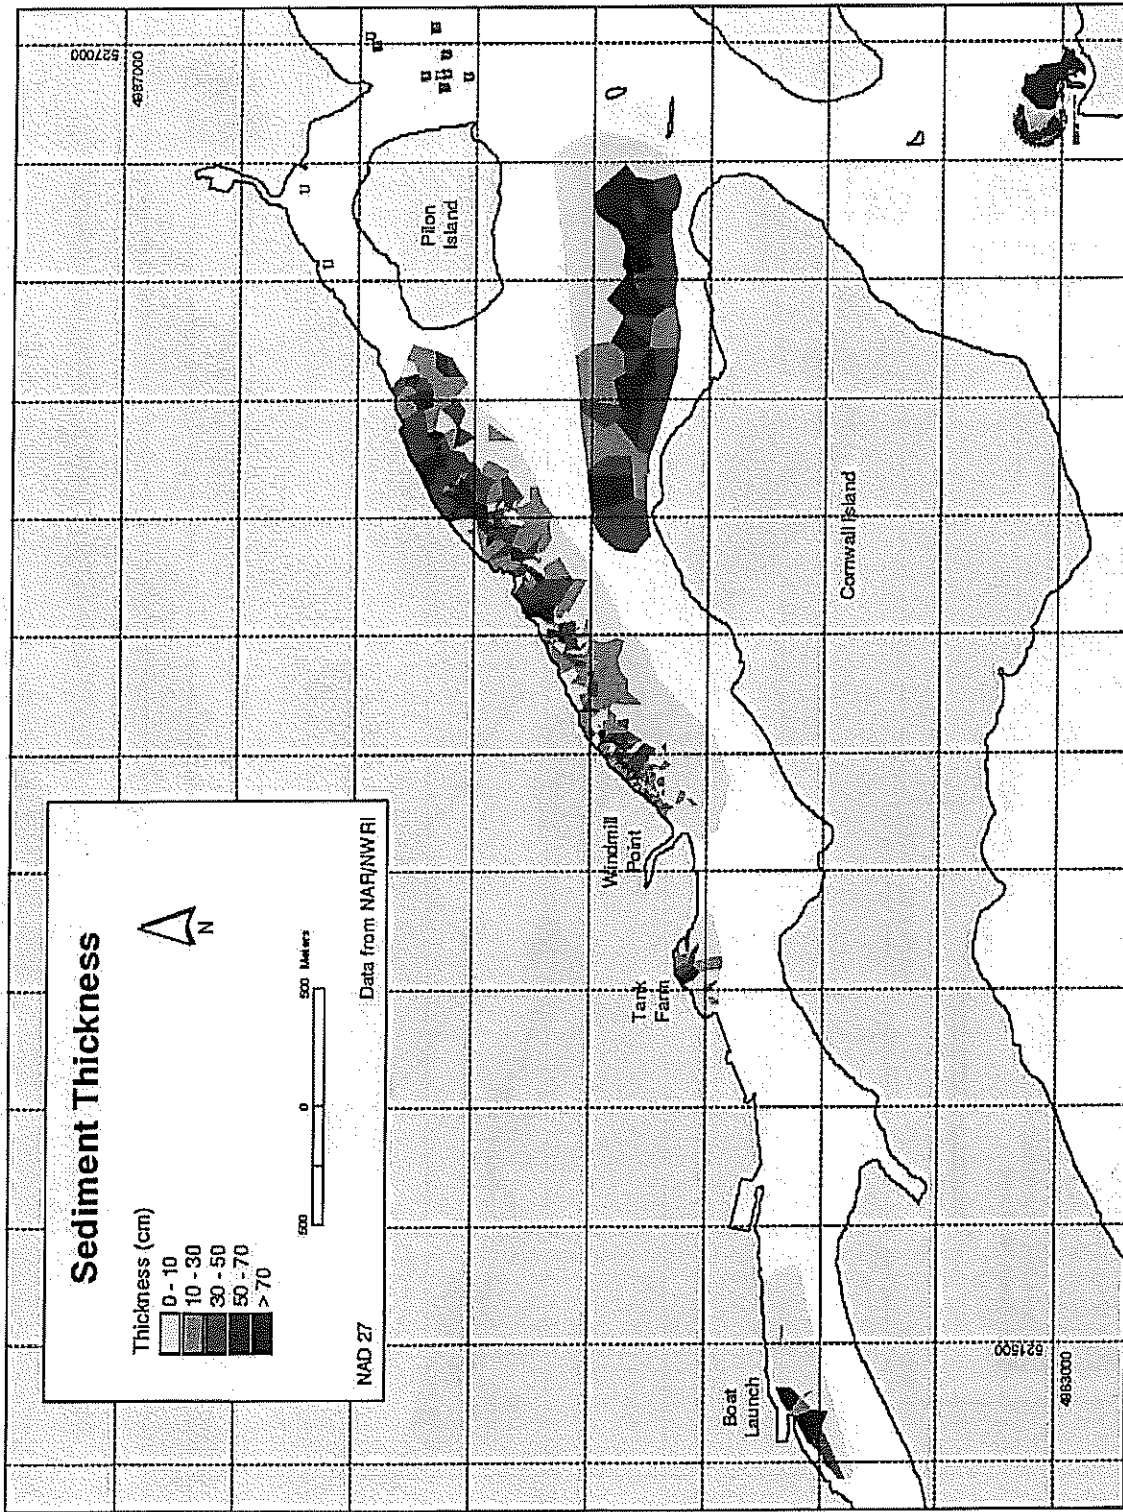 Sediment Thickness
Thickness (cm)
0 - 10
10 - 30
30 - 50
50 - 70
> 70
N
500
0
500 Meters
NAD 27
Data from NAR/NWRI
527000
4987000
Pilon
Island
Windmill
Point
Tank
Farm
Cornwall Island
Boat
Launch
521500
4983000